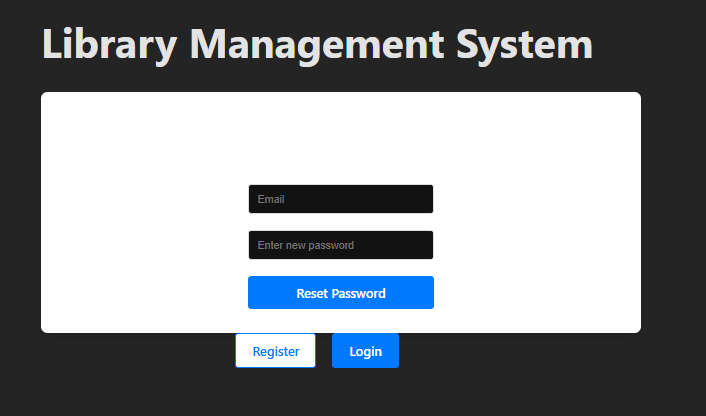 Library Management System
Email
Enter new password
Reset Password
Register
Login